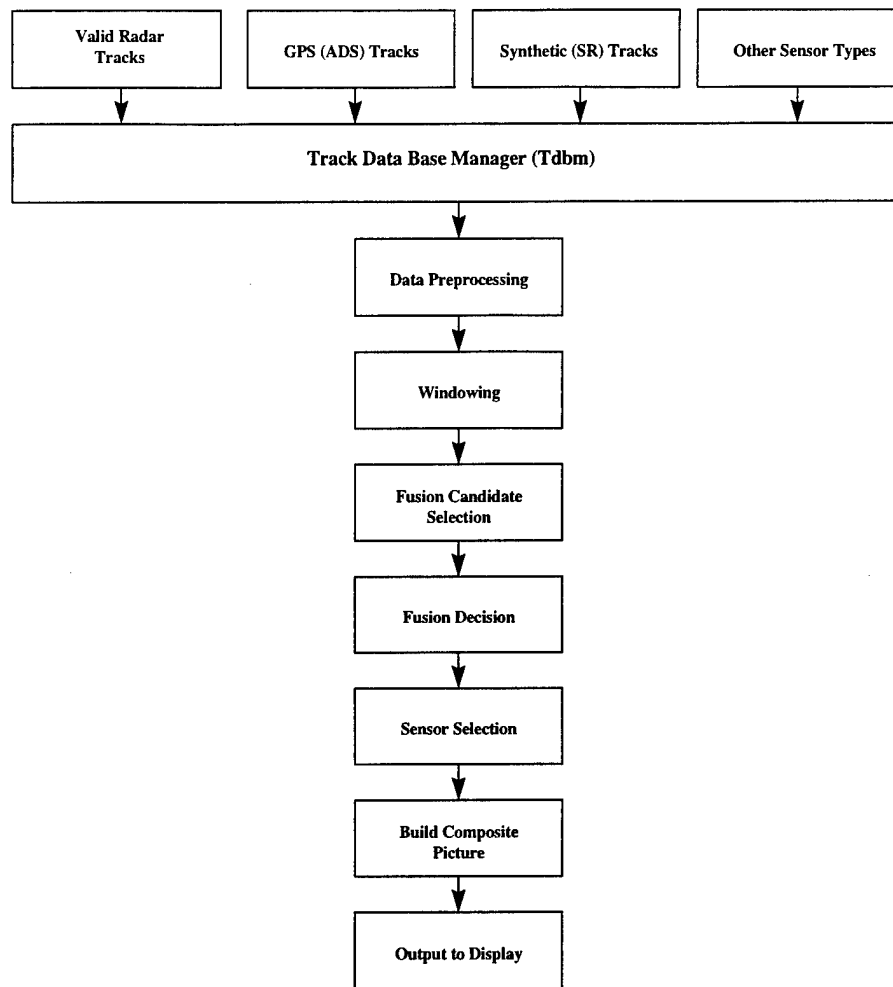 Valid Radar
Tracks
GPS (ADS) Tracks
Synthetic (SR) Tracks
Other Sensor Types
Track Data Base Manager (Tdbm)
Data Preprocessing
Windowing
Fusion Candidate
Selection
Fusion Decision
Sensor Selection
Build Composite
Picture
Output to Display